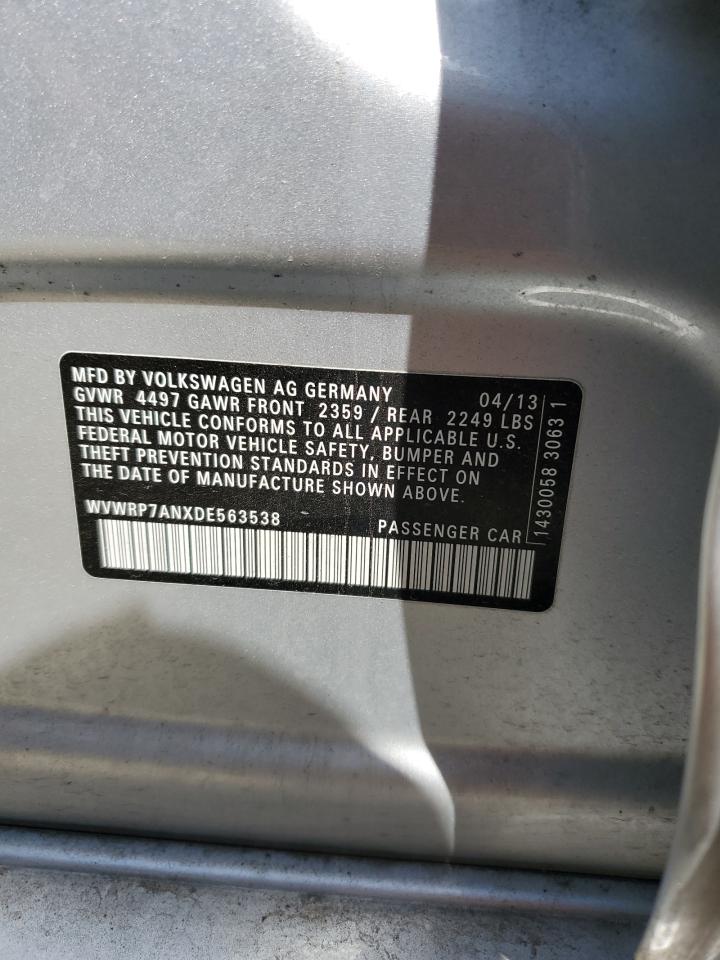 MFD BY VOLKSWAGEN AG GERMANY 04/13
GVWR 4497 GAWR FRONT 2359 / REAR 2249 LBS
THIS VEHICLE CONFORMS TO ALL APPLICABLE U.S.
FEDERAL MOTOR VEHICLE SAFETY, BUMPER AND
THEFT PREVENTION STANDARDS IN EFFECT ON
THE DATE OF MANUFACTURE SHOWN ABOVE.
WVWRP7ANXDE563538 PASSENGER CAR
1430058 3063 1